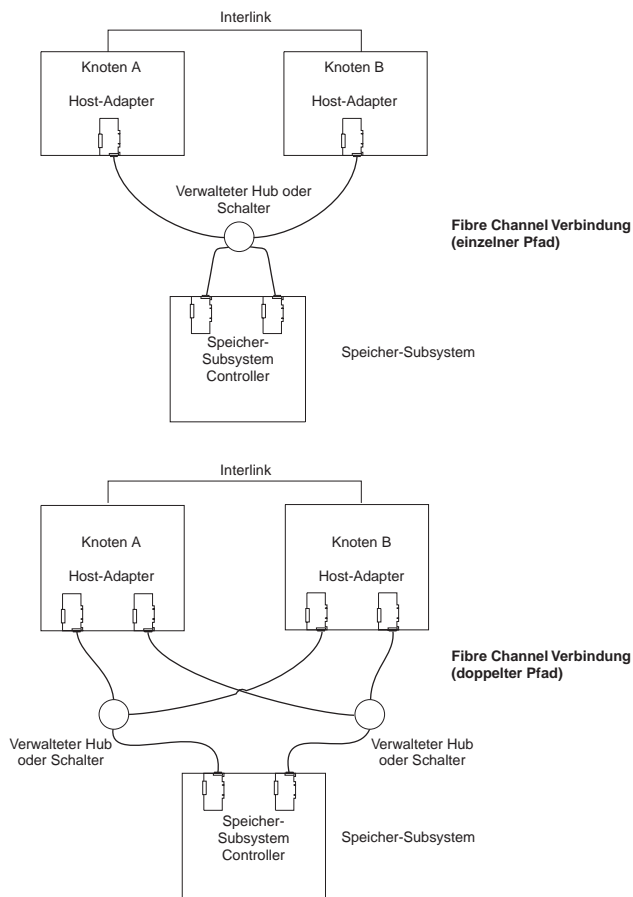 Interlink
Knoten A
Knoten B
Host-Adapter
Host-Adapter
Verwalteter Hub oder
Schalter
Fibre Channel Verbindung
(einzelner Pfad)
Speicher-
Subsystem
Controller
Speicher-Subsystem
Interlink
Knoten A
Knoten B
Host-Adapter
Host-Adapter
Fibre Channel Verbindung
(doppelter Pfad)
Verwalteter Hub
oder Schalter
Verwalteter Hub
oder Schalter
Speicher-
Subsystem
Controller
Speicher-Subsystem